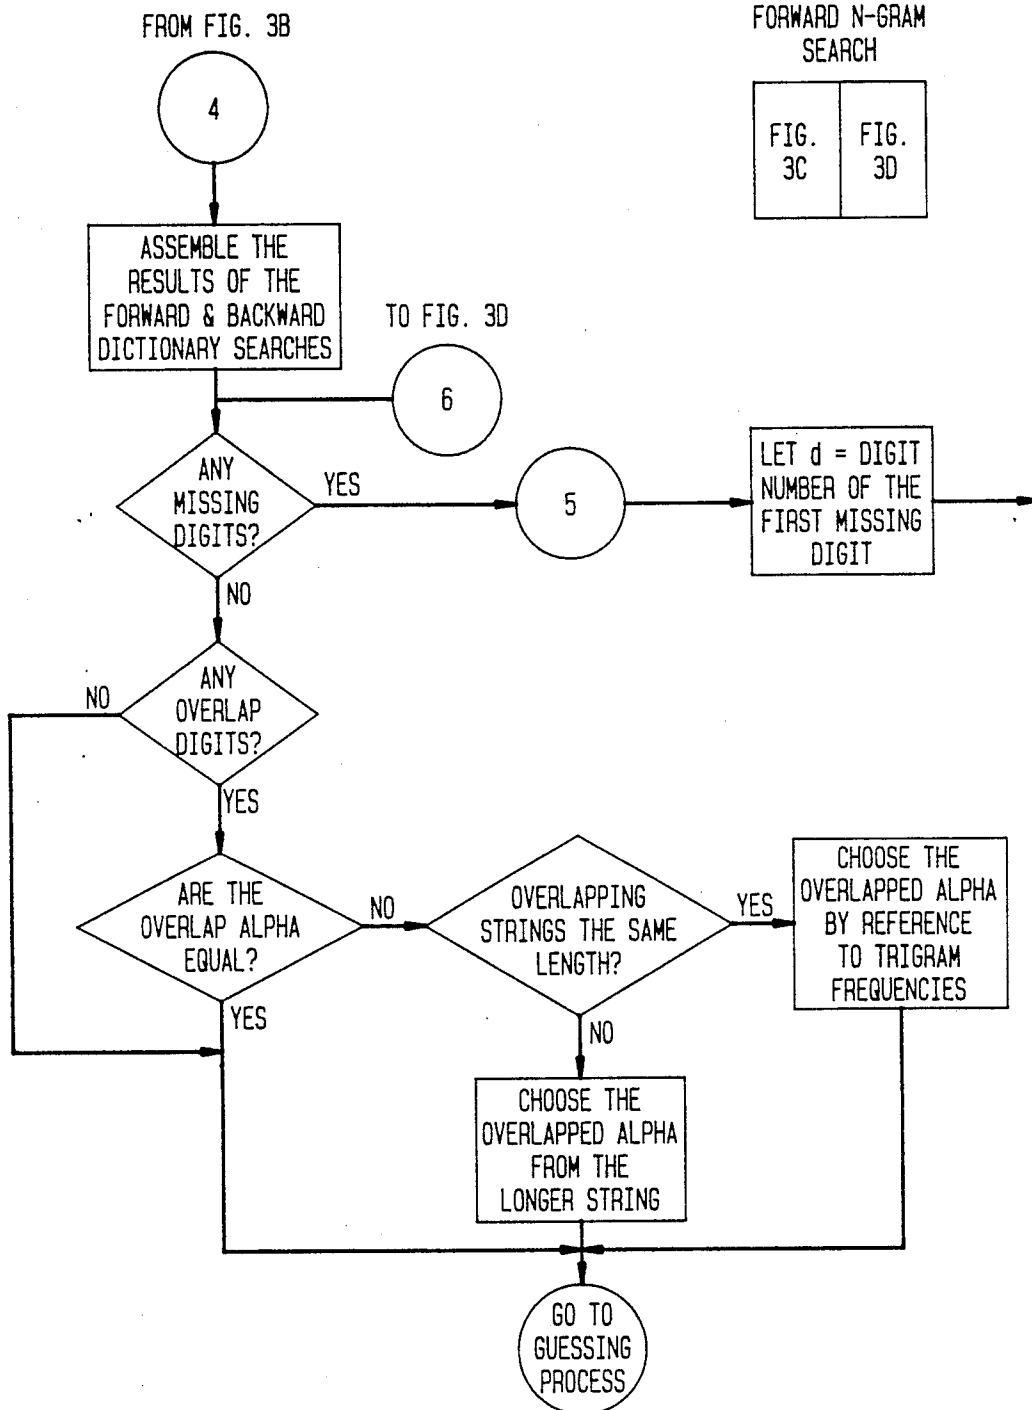 FROM FIG. 3B
4
FORWARD N-GRAM
SEARCH
FIG.
3C
FIG.
3D
ASSEMBLE THE
RESULTS OF THE
FORWARD & BACKWARD
DICTIONARY SEARCHES
TO FIG. 3D
6
ANY
MISSING
DIGITS?
YES
5
LET d = DIGIT
NUMBER OF THE
FIRST MISSING
DIGIT
NO
ANY
OVERLAP
DIGITS?
NO
YES
ARE THE
OVERLAP ALPHA
EQUAL?
NO
OVERLAPPING
STRINGS THE SAME
LENGTH?
YES
CHOOSE THE
OVERLAPPED ALPHA
BY REFERENCE
TO TRIGRAM
FREQUENCIES
YES
NO
CHOOSE THE
OVERLAPPED ALPHA
FROM THE
LONGER STRING
GO TO
GUESSING
PROCESS